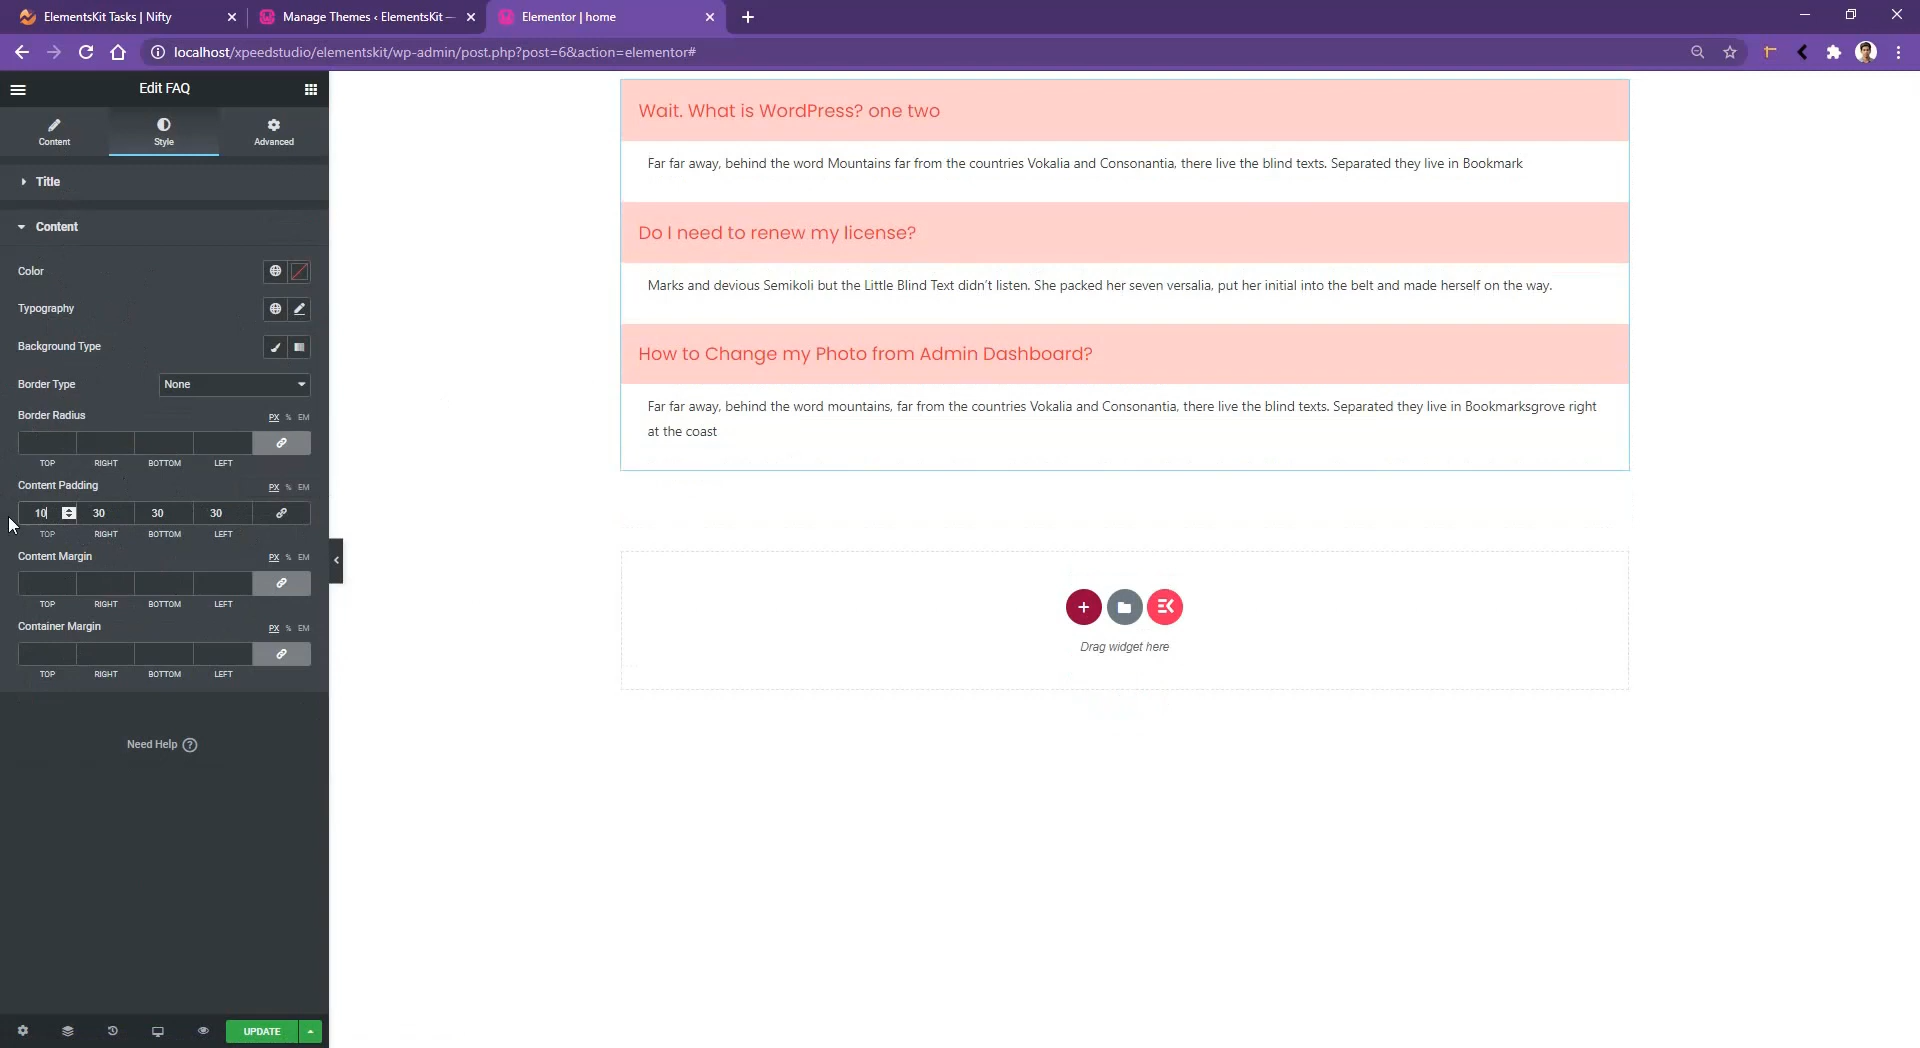 ElementsKit Tasks | Nifty
Manage Themes ‹ ElementsKit —
Elementor | home
localhost/xpeedstudio/elementskit/wp-admin/post.php?post=6&action=elementor#
Edit FAQ
Content
Style
Advanced
Title
Content
Color
Typography
Background Type
Border Type
None
Border Radius
PX % EM
TOP RIGHT BOTTOM LEFT
Content Padding
PX % EM
10 30 30 30
TOP RIGHT BOTTOM LEFT
Content Margin
PX % EM
TOP RIGHT BOTTOM LEFT
Container Margin
PX % EM
TOP RIGHT BOTTOM LEFT
Need Help ?
UPDATE
Wait. What is WordPress? one two
Far far away, behind the word Mountains far from the countries Vokalia and Consonantia, there live the blind texts. Separated they live in Bookmark
Do I need to renew my license?
Marks and devious Semikoli but the Little Blind Text didn’t listen. She packed her seven versalia, put her initial into the belt and made herself on the way.
How to Change my Photo from Admin Dashboard?
Far far away, behind the word mountains, far from the countries Vokalia and Consonantia, there live the blind texts. Separated they live in Bookmarksgrove right
at the coast
Drag widget here